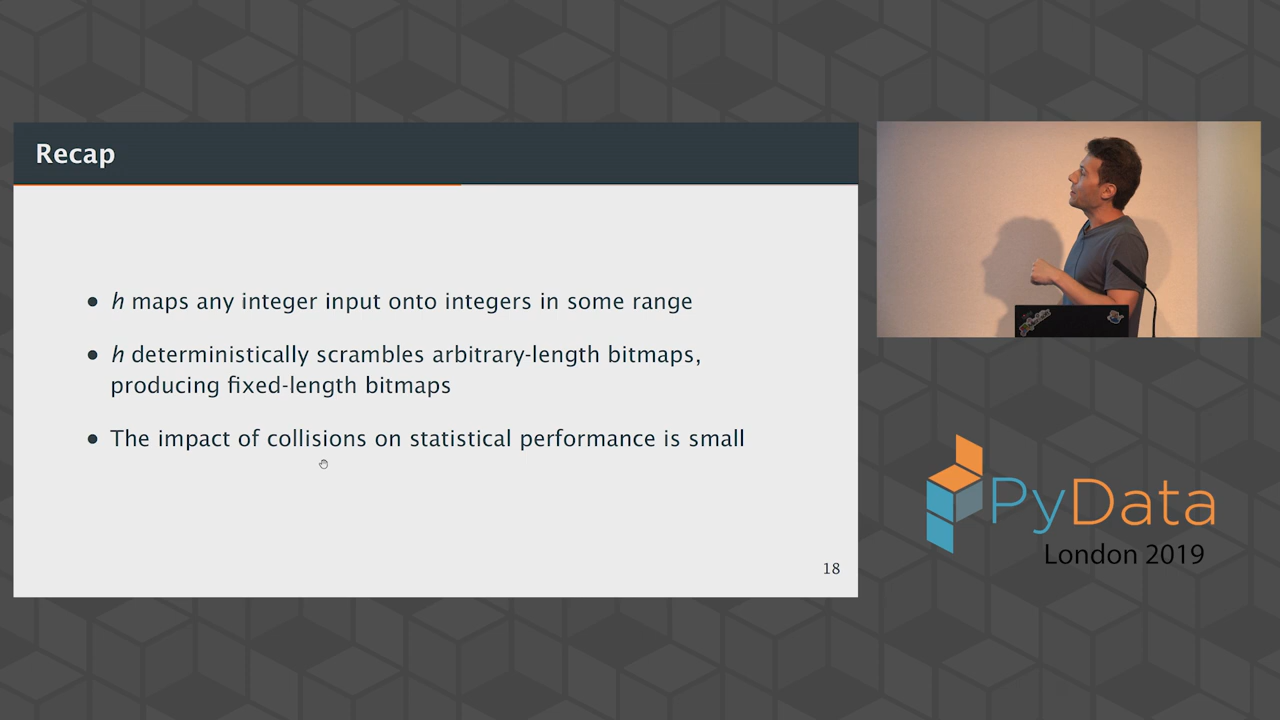 Recap
• h maps any integer input onto integers in some range
• h deterministically scrambles arbitrary-length bitmaps,
producing fixed-length bitmaps
• The impact of collisions on statistical performance is small
18
PyData
London 2019